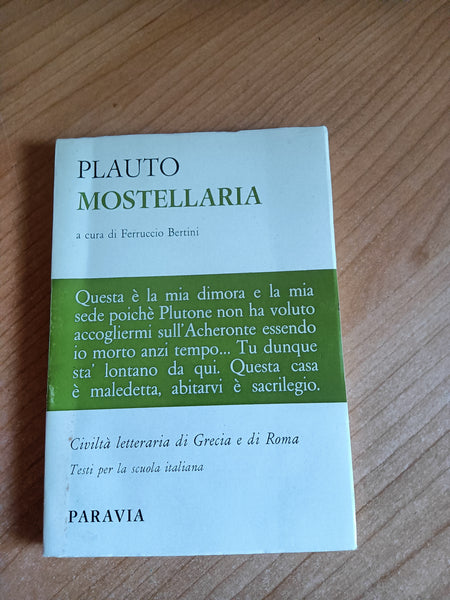 PLAUTO
MOSTELLARIA
a cura di Ferruccio Bertini
Questa è la mia dimora e la mia
sede poichè Plutone non ha voluto
accogliermi sull'Acheronte essendo
io morto anzi tempo... Tu dunque
sta' lontano da qui. Questa casa
è maledetta, abitarvi è sacrilegio.
Civiltà letteraria di Grecia e di Roma
Testi per la scuola italiana
PARAVIA